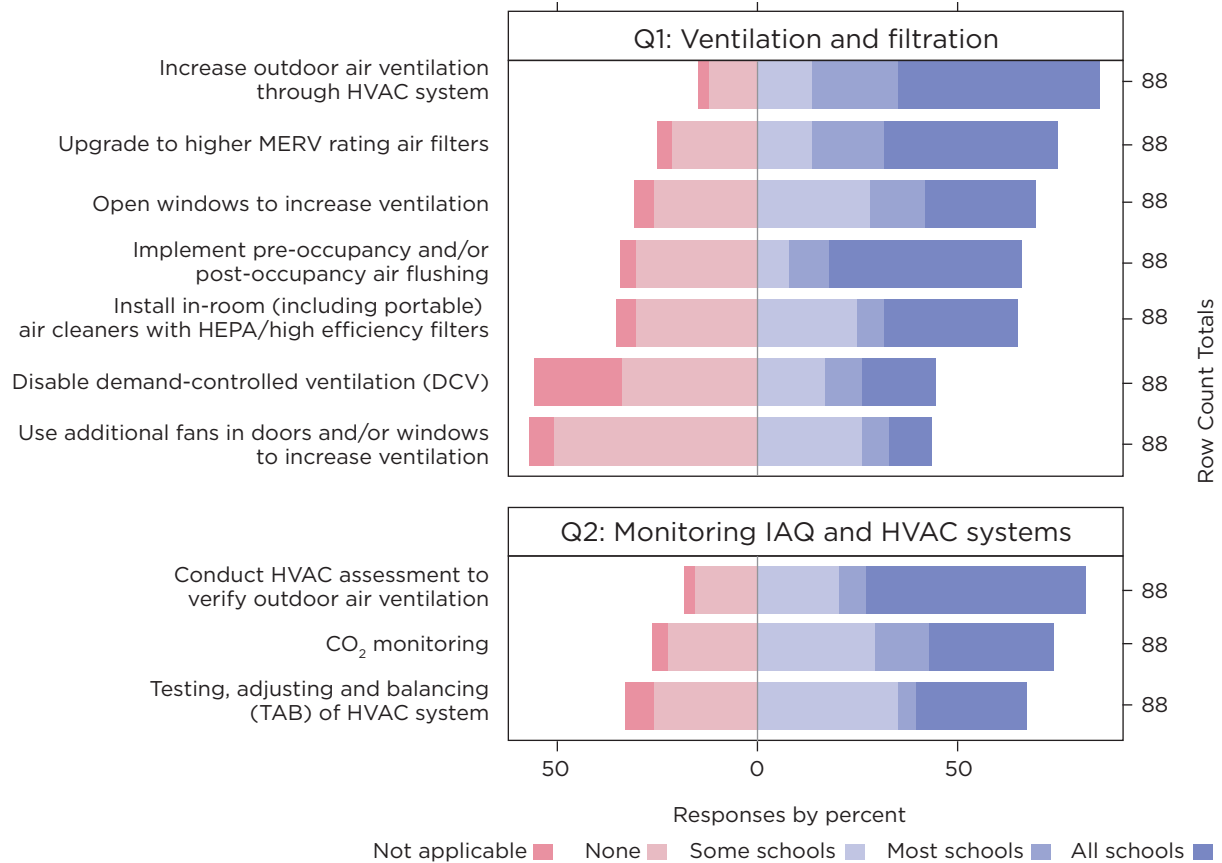 Q1: Ventilation and filtration
Increase outdoor air ventilation
through HVAC system
88
Upgrade to higher MERV rating air filters
88
Open windows to increase ventilation
88
Implement pre-occupancy and/or
post-occupancy air flushing
88
Install in-room (including portable)
air cleaners with HEPA/high efficiency filters
88
Disable demand-controlled ventilation (DCV)
88
Use additional fans in doors and/or windows
to increase ventilation
88
Row Count Totals
Q2: Monitoring IAQ and HVAC systems
Conduct HVAC assessment to
verify outdoor air ventilation
88
CO₂ monitoring
88
Testing, adjusting and balancing
(TAB) of HVAC system
88
50 0 50
Responses by percent
Not applicable None Some schools Most schools All schools